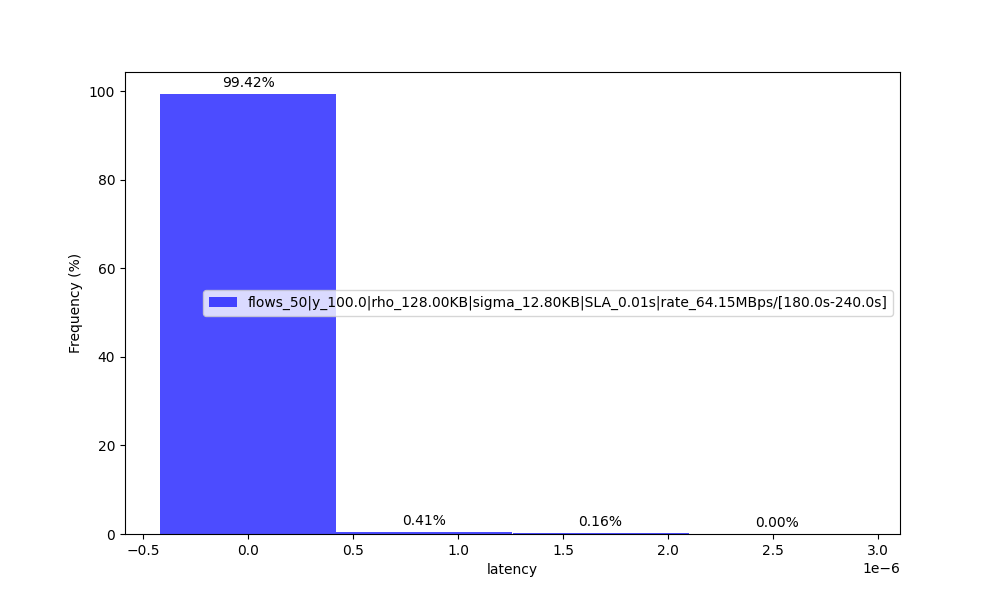 99.42%
100
80
60
40
20
0
Frequency (%)
flows_50|y_100.0|rho_128.00KB|sigma_12.80KB|SLA_0.01s|rate_64.15MBps/[180.0s-240.0s]
0.41%
0.16%
0.00%
−0.5 0.0 0.5 1.0 1.5 2.0 2.5 3.0
1e−6
latency